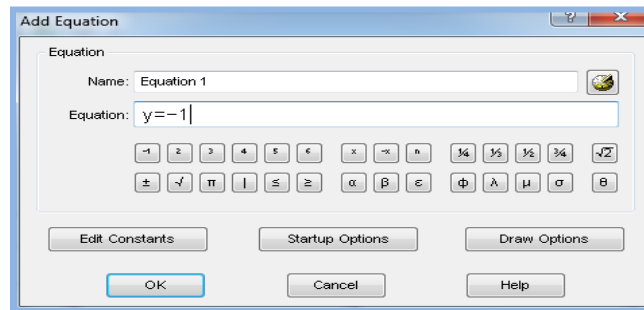 Add Equation
Equation
Name: Equation 1
Equation: y=−1
⁻¹ ² ³ ⁴ ⁵ ⁶ ˣ ⁻ˣ ⁿ ¼ ⅓ ½ ¾ √2
± √ π | ≤ ≥ α β ε φ λ μ σ θ
Edit Constants Startup Options Draw Options
OK Cancel Help